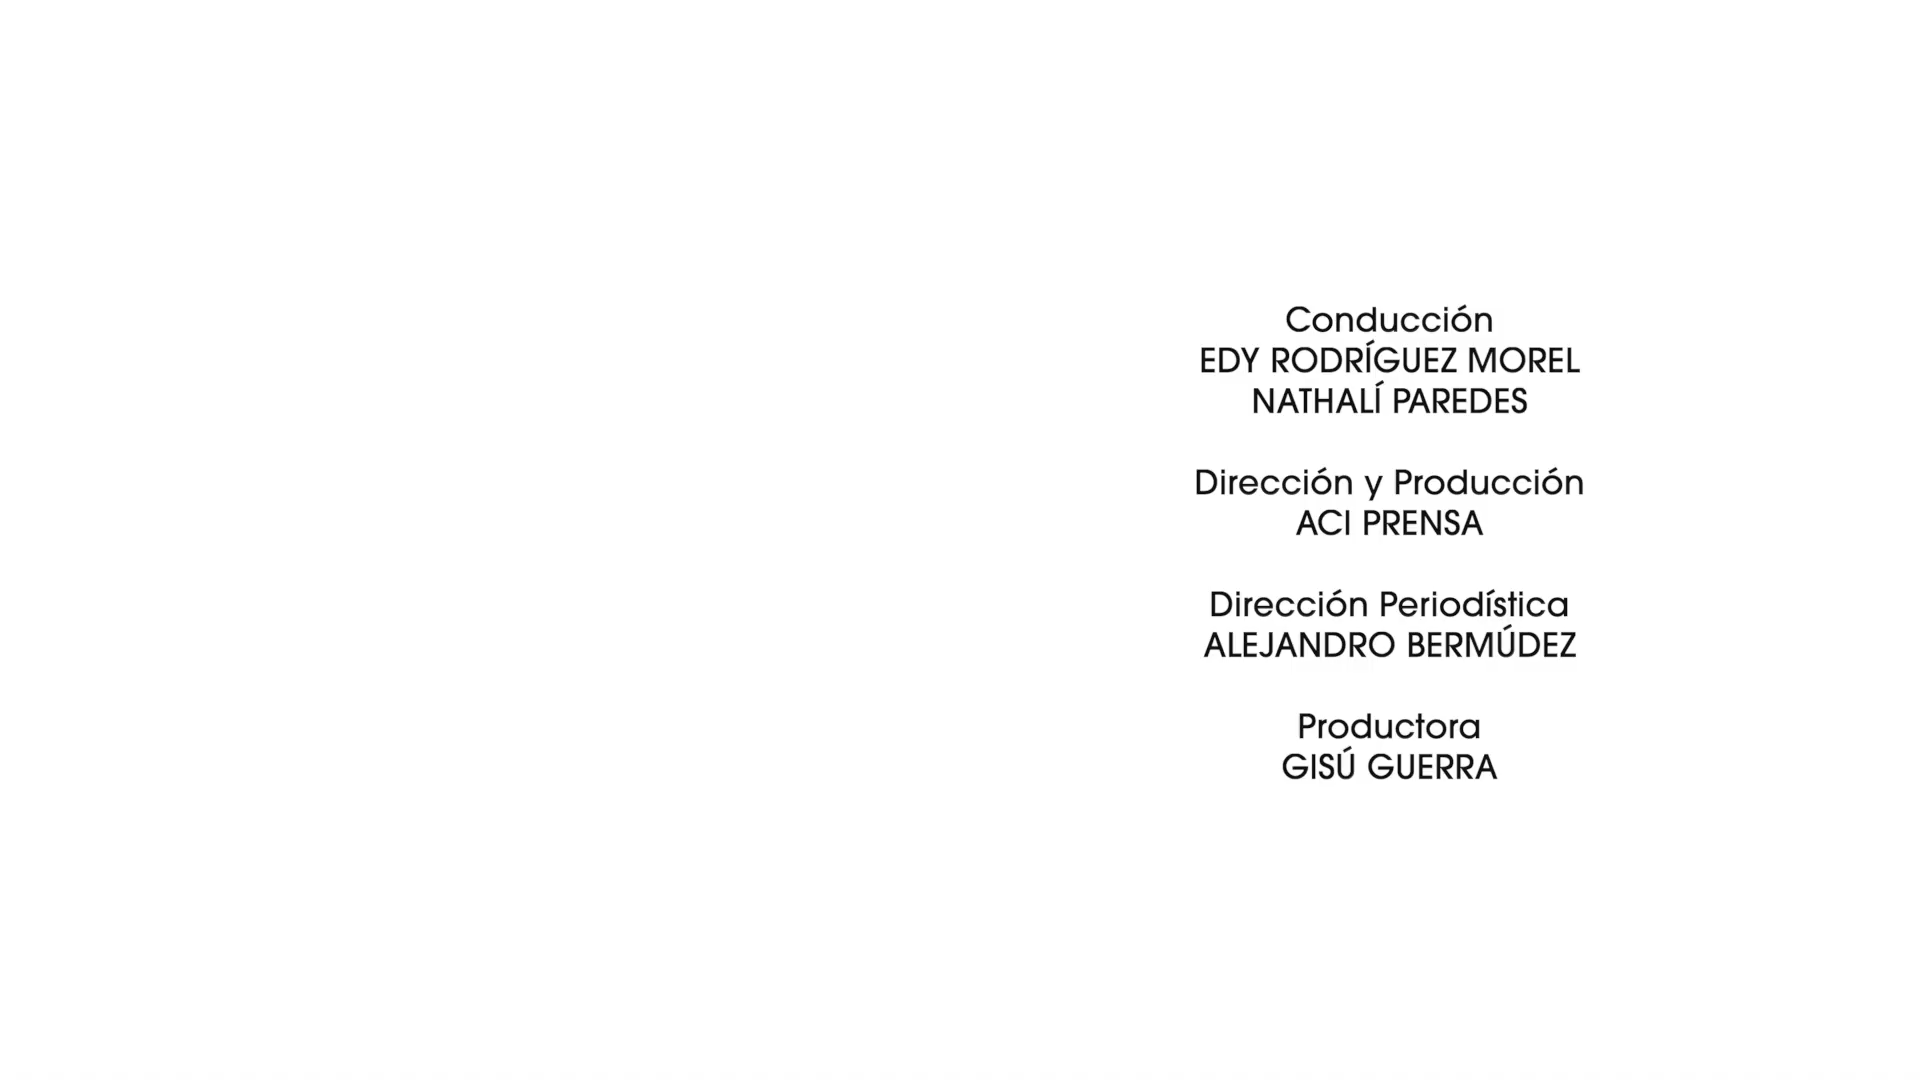 Conducción
EDY RODRÍGUEZ MOREL
NATHALÍ PAREDES
Dirección y Producción
ACI PRENSA
Dirección Periodística
ALEJANDRO BERMÚDEZ
Productora
GISÚ GUERRA